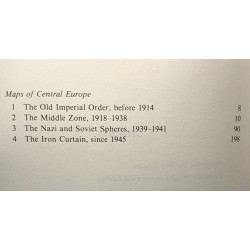 Maps of Central Europe
1 The Old Imperial Order, before 1914 8
2 The Middle Zone, 1918–1938 10
3 The Nazi and Soviet Spheres, 1939–1941 90
4 The Iron Curtain, since 1945 198